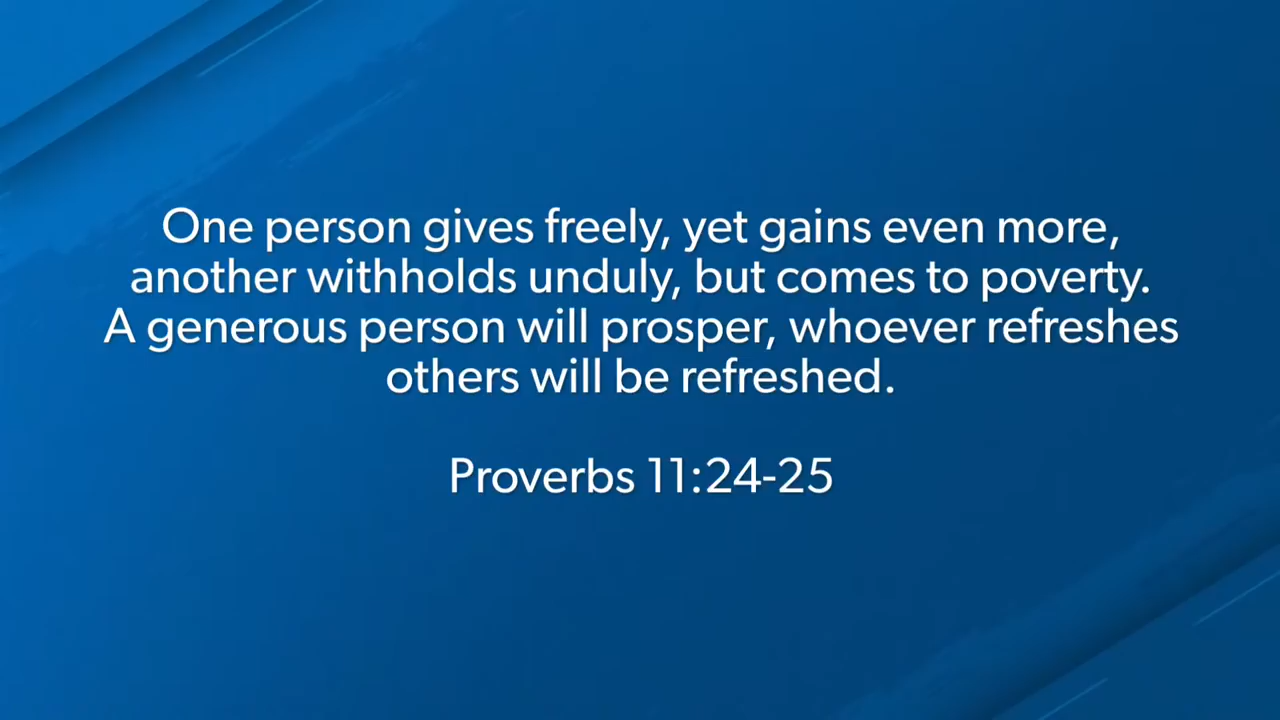 One person gives freely, yet gains even more,
another withholds unduly, but comes to poverty.
A generous person will prosper, whoever refreshes
others will be refreshed.
Proverbs 11:24-25